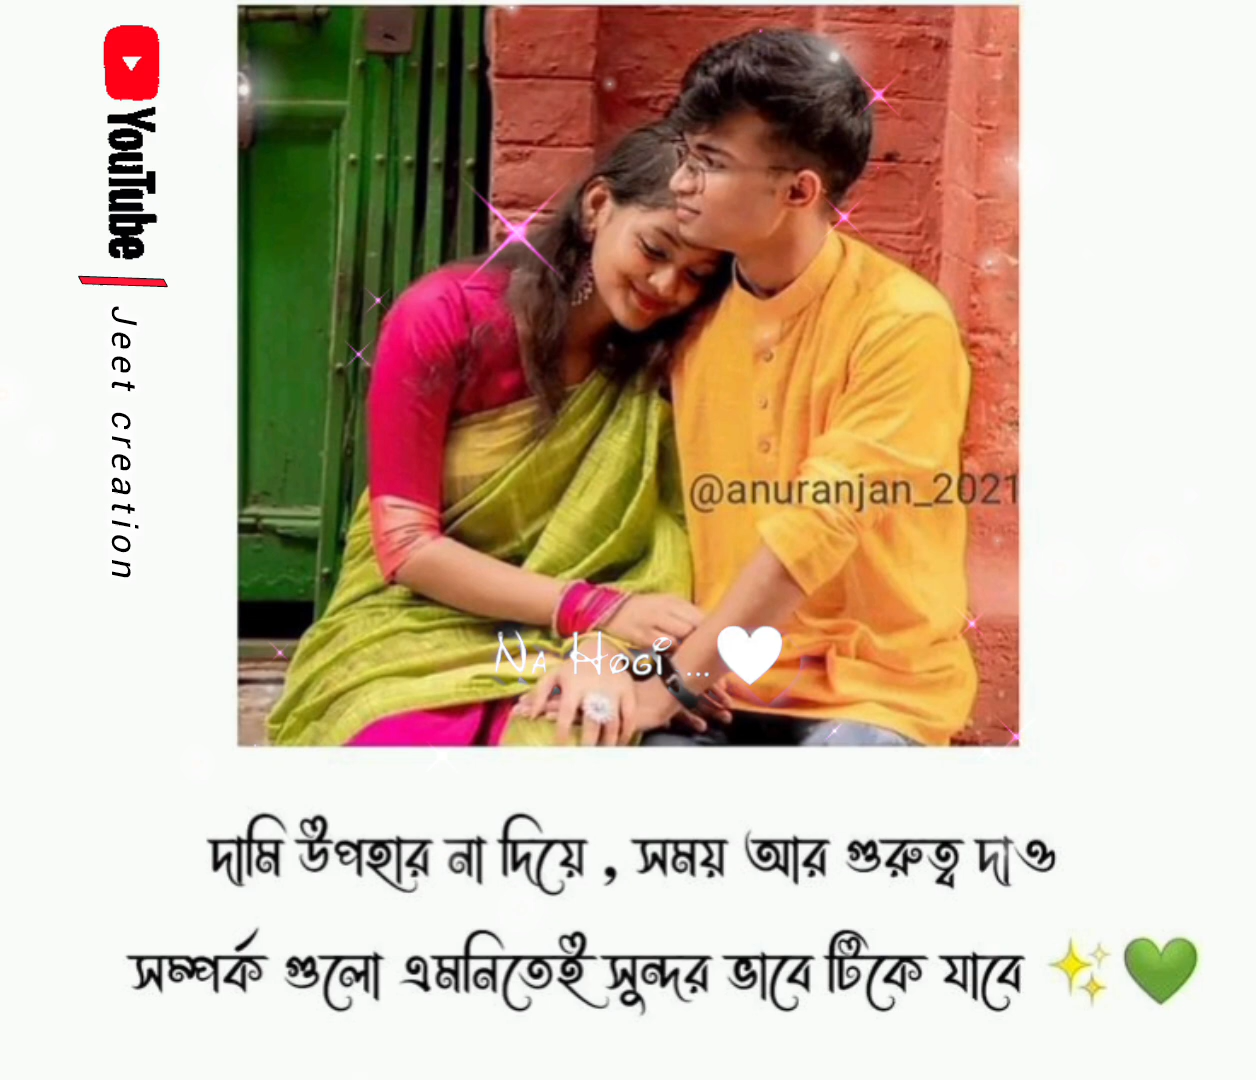 YouTube
Jeet creation
@anuranjan_2021
Na Hogi ... 🤍
দামি উপহার না দিয়ে , সময় আর গুরুত্ব দাও
সম্পর্ক গুলো এমনিতেই সুন্দর ভাবে টিকে যাবে ✨💚